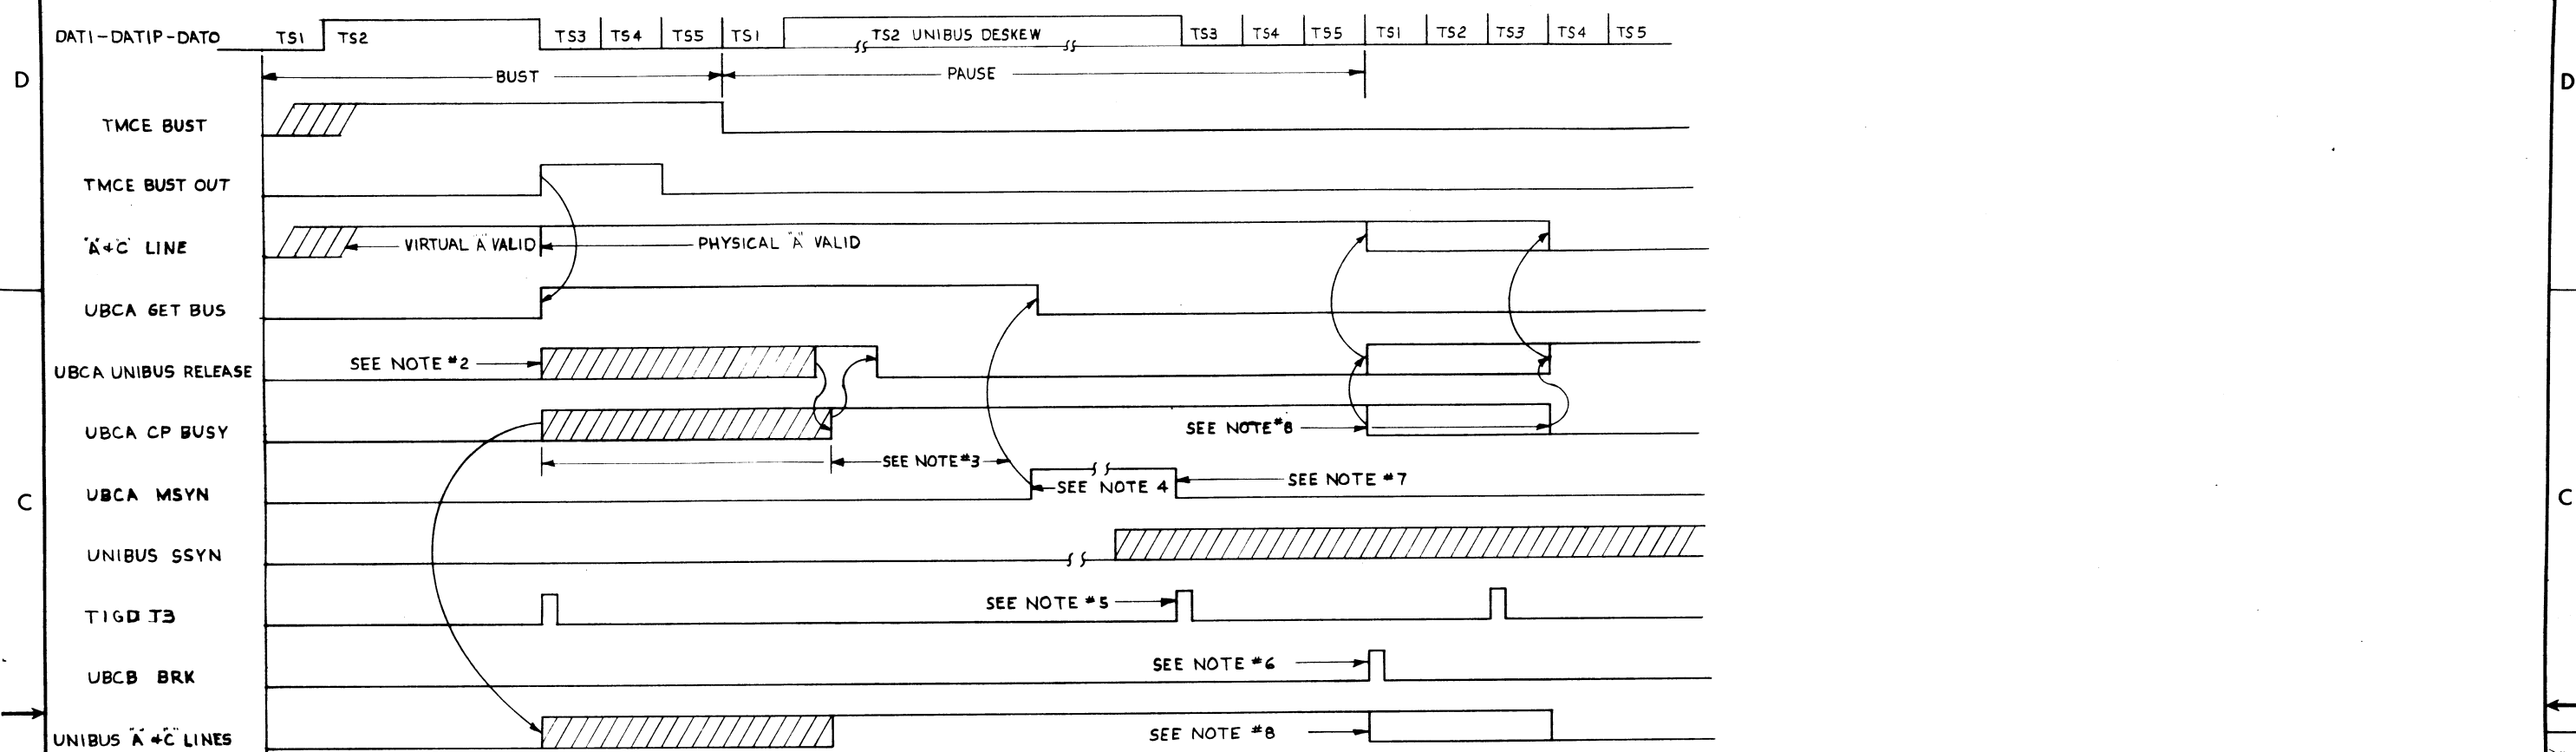 D D
DATI-DATIP-DATO TS1 TS2 TS3 TS4 TS5 TS1 TS2 UNIBUS DESKEW TS3 TS4 TS5 TS1 TS2 TS3 TS4 TS5
BUST PAUSE
TMCE BUST
TMCE BUST OUT
"A"+"C" LINE VIRTUAL "A" VALID PHYSICAL "A" VALID
UBCA GET BUS
UBCA UNIBUS RELEASE SEE NOTE #2
UBCA CP BUSY SEE NOTE #8
SEE NOTE #3
C C
UBCA MSYN SEE NOTE 4 SEE NOTE #7
UNIBUS SSYN
TIGD T3 SEE NOTE #5
UBCB BRK SEE NOTE #6
UNIBUS "A"+"C" LINES SEE NOTE #8